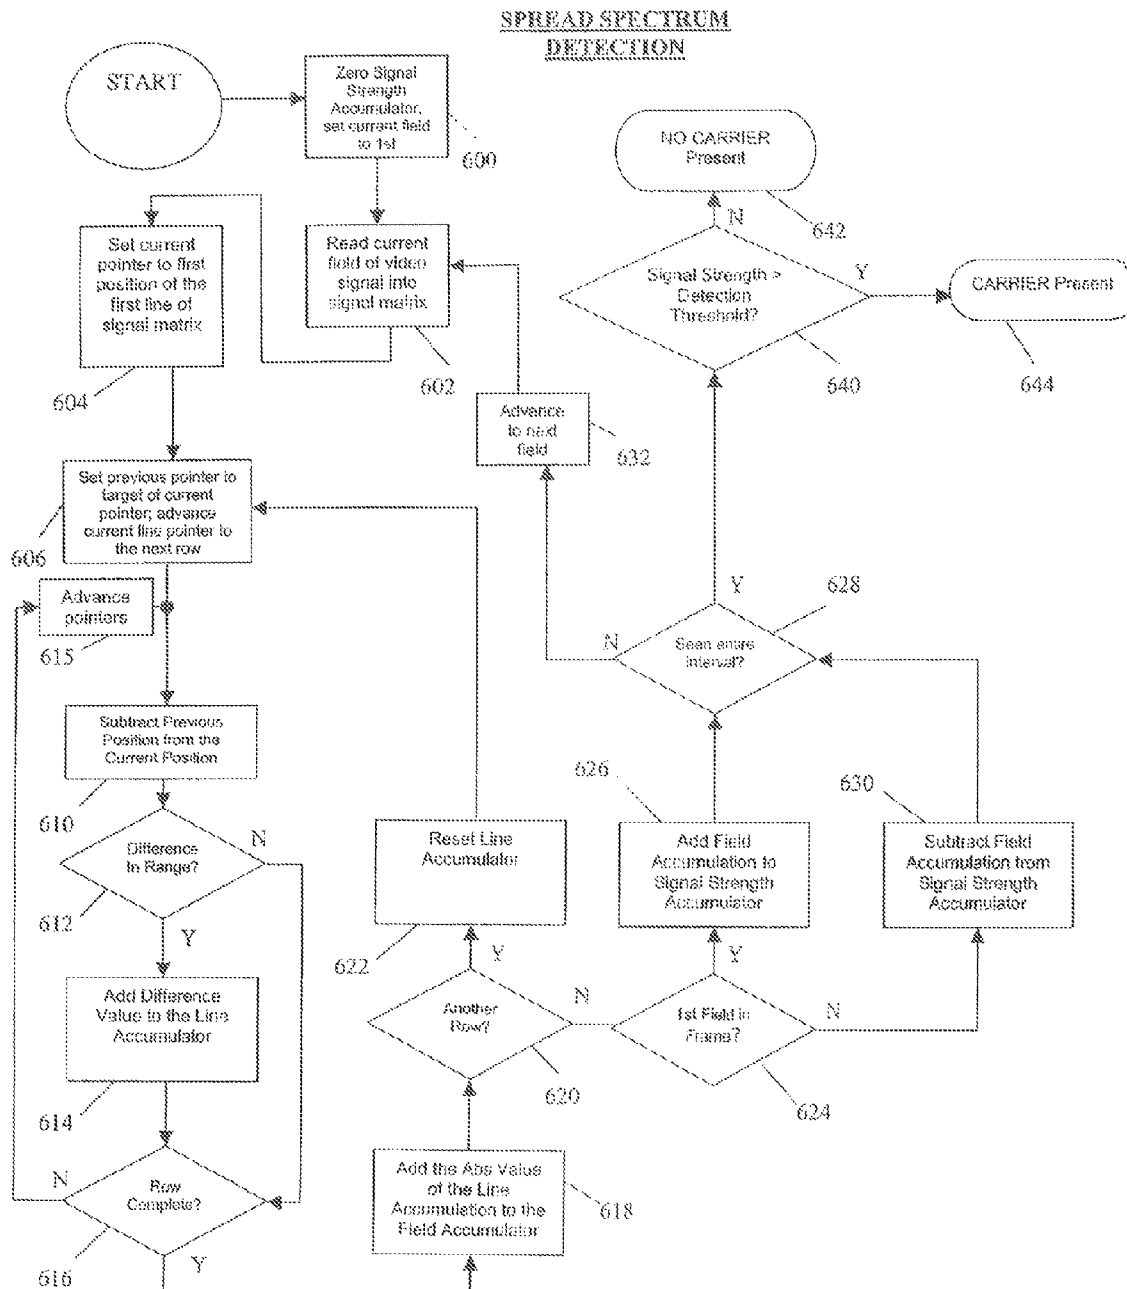 SPREAD SPECTRUM
DETECTION
START
Zero Signal
Strength
Accumulator,
set current field
to 1st
600
NO CARRIER
Present
642
Set current
pointer to first
position of the
first line of
signal matrix
604
Read current
field of video
signal into
signal matrix
602
N
Signal Strength >
Detection
Threshold?
Y
640
CARRIER Present
644
Advance
to next
field
632
Set previous pointer to
target of current
pointer; advance
current line pointer to
the next row
606
Advance
pointers
615
Y
628
N
Seen entire
interval?
Subtract Previous
Position from the
Current Position
610
626
630
Difference
In Range?
N
612
Y
Reset Line
Accumulator
622
Add Field
Accumulation to
Signal Strength
Accumulator
Subtract Field
Accumulation from
Signal Strength
Accumulator
Y
Y
Add Difference
Value to the Line
Accumulator
614
Another
Row?
N
620
1st Field in
Frame?
N
624
N
Row
Complete?
616
Y
Add the Abs Value
of the Line
Accumulation to the
Field Accumulator
618